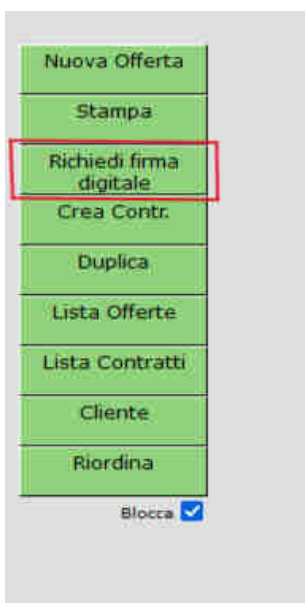 Nuova Offerta
Stampa
Richiedi firma
digitale
Crea Contr.
Duplica
Lista Offerte
Lista Contratti
Cliente
Riordina
Blocca